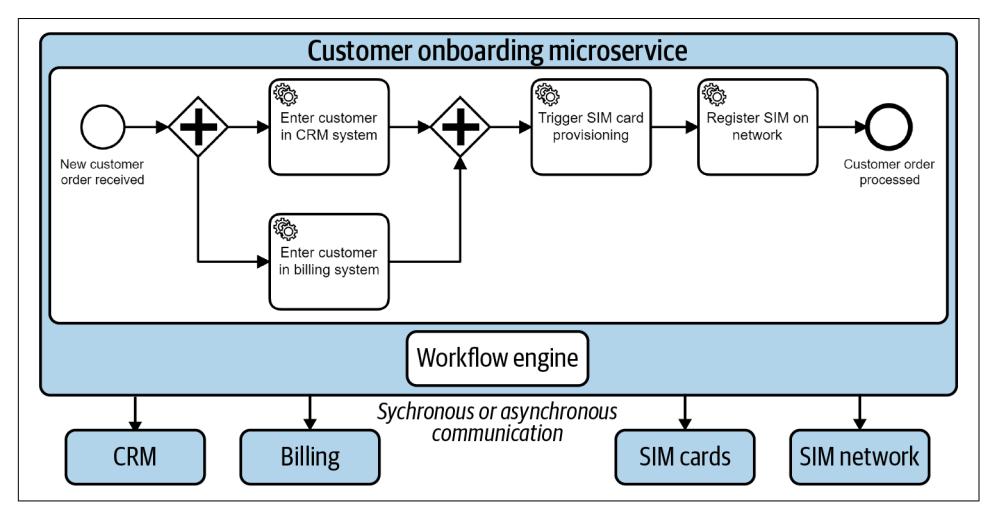 Customer onboarding microservice
Enter customer
in CRM system
Trigger SIM card
provisioning
Register SIM on
network
New customer
order received
Customer order
processed
Enter customer
in billing system
Workflow engine
Sychronous or asynchronous
communication
CRM
Billing
SIM cards
SIM network